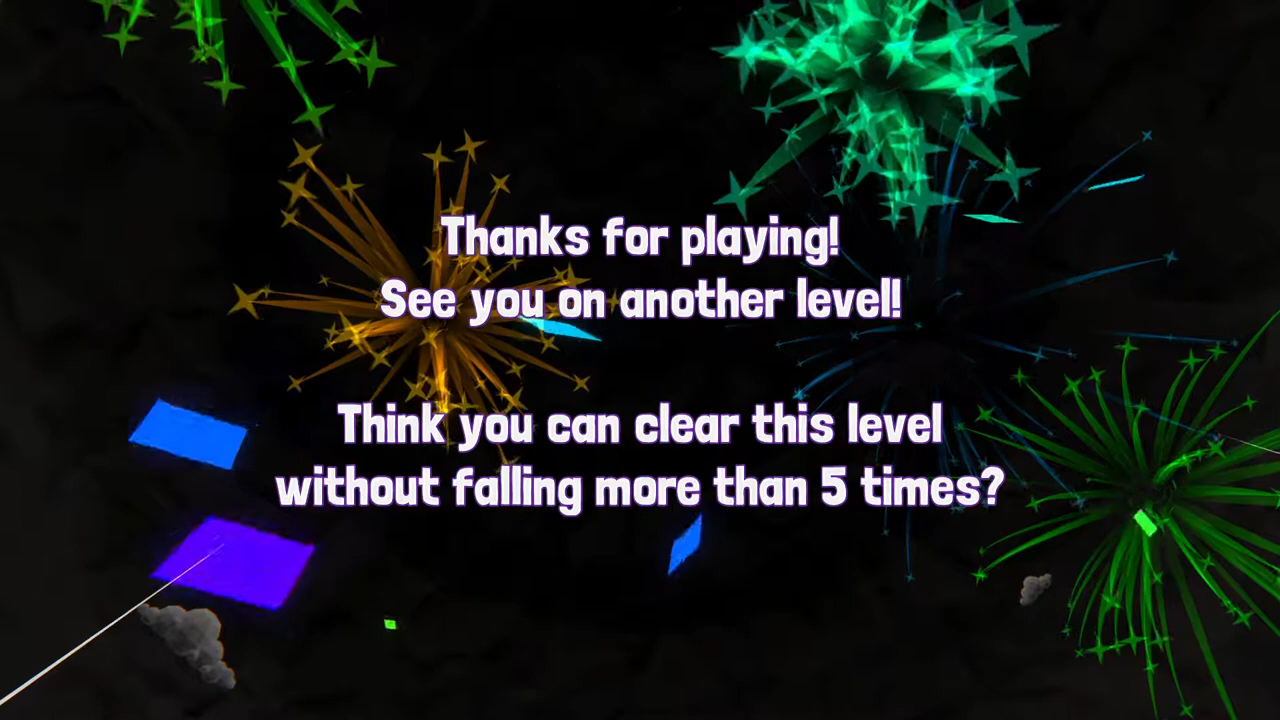 Thanks for playing!
See you on another level!
Think you can clear this level
without falling more than 5 times?